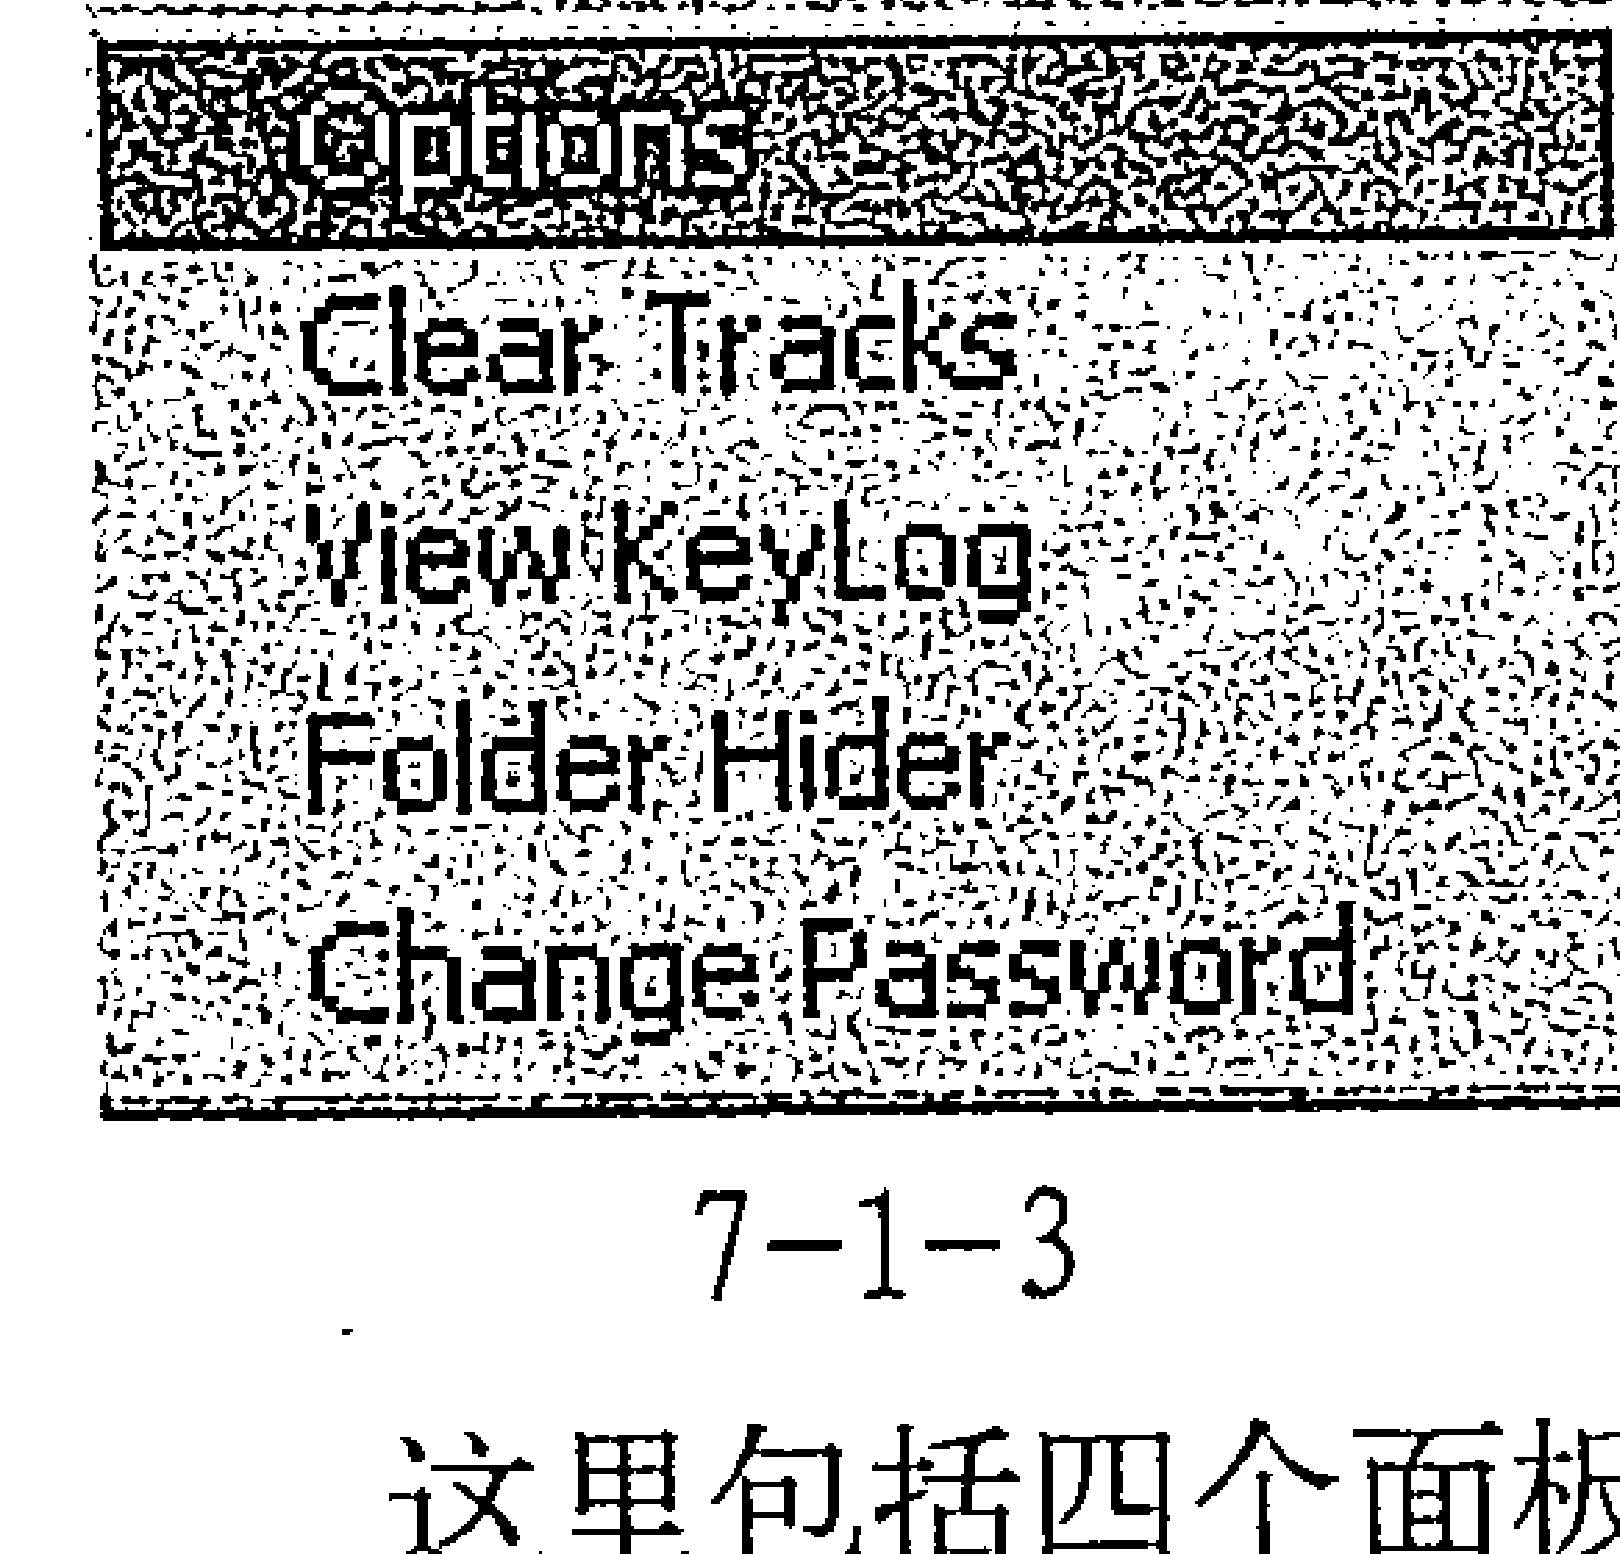 Options
Clear Tracks
View KeyLog
Folder Hider
Change Password
7-1-3
这里包括四个面板